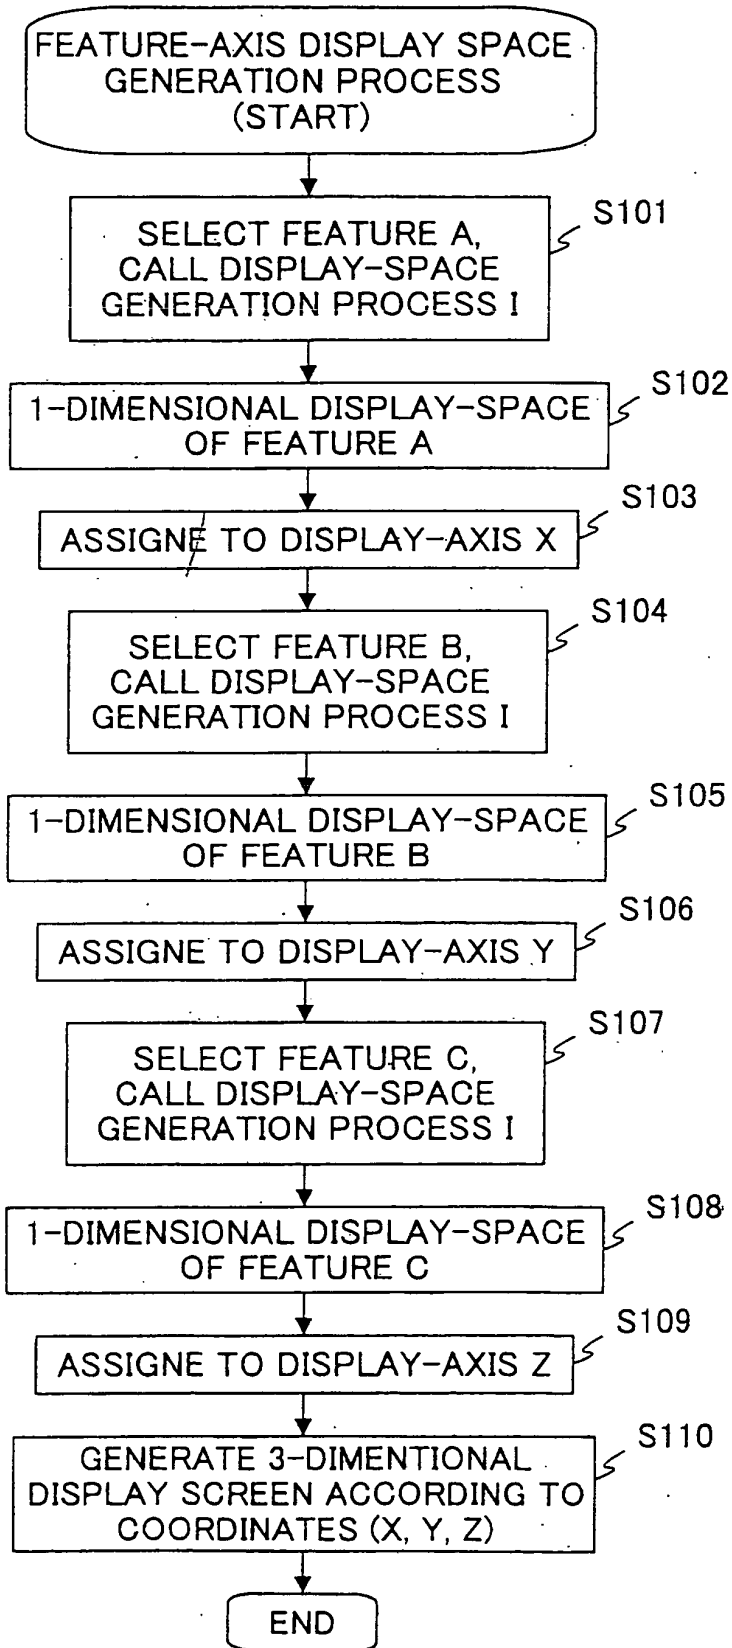 FEATURE-AXIS DISPLAY SPACE
GENERATION PROCESS
(START)
S101
SELECT FEATURE A,
CALL DISPLAY-SPACE
GENERATION PROCESS I
S102
1-DIMENSIONAL DISPLAY-SPACE
OF FEATURE A
S103
ASSIGNE TO DISPLAY-AXIS X
S104
SELECT FEATURE B,
CALL DISPLAY-SPACE
GENERATION PROCESS I
S105
1-DIMENSIONAL DISPLAY-SPACE
OF FEATURE B
S106
ASSIGNE TO DISPLAY-AXIS Y
S107
SELECT FEATURE C,
CALL DISPLAY-SPACE
GENERATION PROCESS I
S108
1-DIMENSIONAL DISPLAY-SPACE
OF FEATURE C
S109
ASSIGNE TO DISPLAY-AXIS Z
S110
GENERATE 3-DIMENTIONAL
DISPLAY SCREEN ACCORDING TO
COORDINATES (X, Y, Z)
END